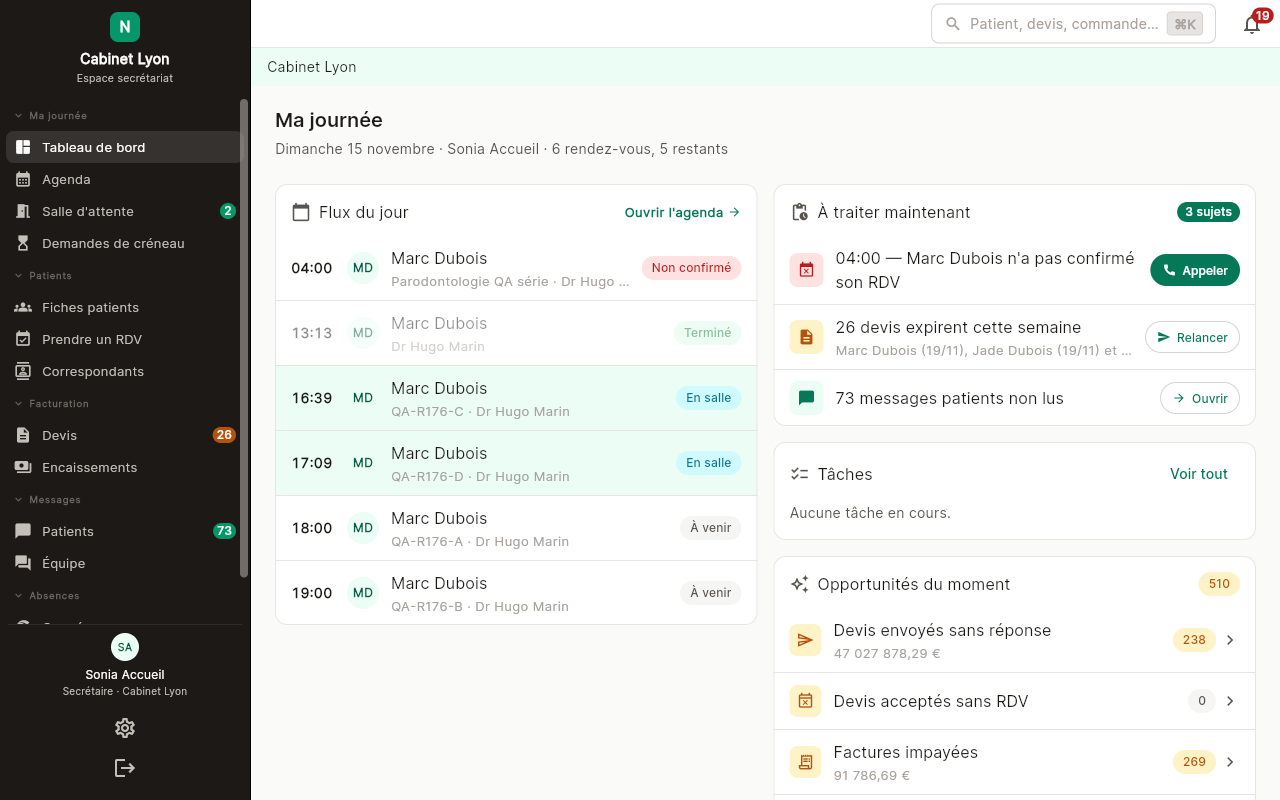 N
Cabinet Lyon
Espace secrétariat
Ma journée
Tableau de bord
Agenda
Salle d'attente 2
Demandes de créneau
Patients
Fiches patients
Prendre un RDV
Correspondants
Facturation
Devis 26
Encaissements
Messages
Patients 73
Équipe
Absences
SA
Sonia Accueil
Secrétaire · Cabinet Lyon
Patient, devis, commande... ⌘K
19
Cabinet Lyon
Ma journée
Dimanche 15 novembre · Sonia Accueil · 6 rendez-vous, 5 restants
Flux du jour Ouvrir l'agenda →
04:00 MD Marc Dubois Non confirmé
Parodontologie QA série · Dr Hugo ...
13:13 MD Marc Dubois Terminé
Dr Hugo Marin
16:39 MD Marc Dubois En salle
QA-R176-C · Dr Hugo Marin
17:09 MD Marc Dubois En salle
QA-R176-D · Dr Hugo Marin
18:00 MD Marc Dubois À venir
QA-R176-A · Dr Hugo Marin
19:00 MD Marc Dubois À venir
QA-R176-B · Dr Hugo Marin
À traiter maintenant 3 sujets
04:00 — Marc Dubois n'a pas confirmé
son RDV
Appeler
26 devis expirent cette semaine
Marc Dubois (19/11), Jade Dubois (19/11) et ...
Relancer
73 messages patients non lus
→ Ouvrir
Tâches Voir tout
Aucune tâche en cours.
Opportunités du moment 510
Devis envoyés sans réponse 238
47 027 878,29 €
Devis acceptés sans RDV 0
Factures impayées 269
91 786,69 €